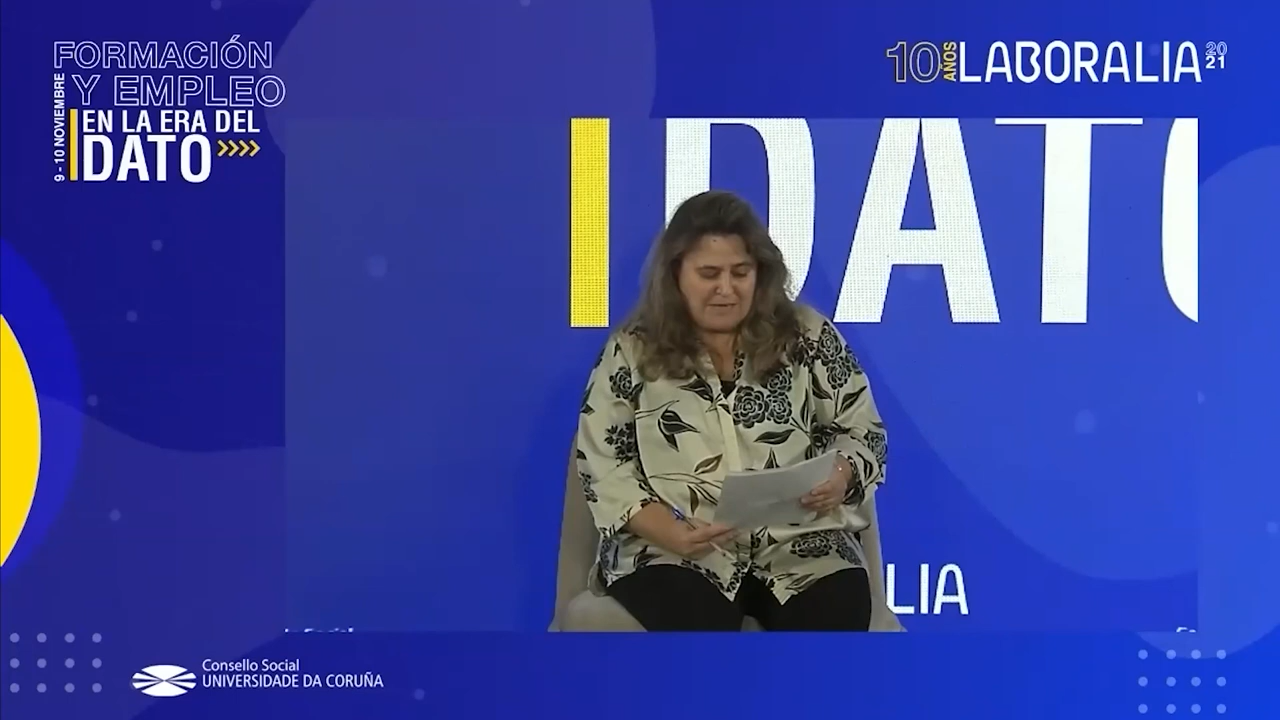 FORMACIÓN
Y EMPLEO
EN LA ERA DEL
DATO
9 - 10 NOVIEMBRE
10 AÑOS LABORALIA 2021
DAT
LIA
Consello Social
UNIVERSIDADE DA CORUÑA